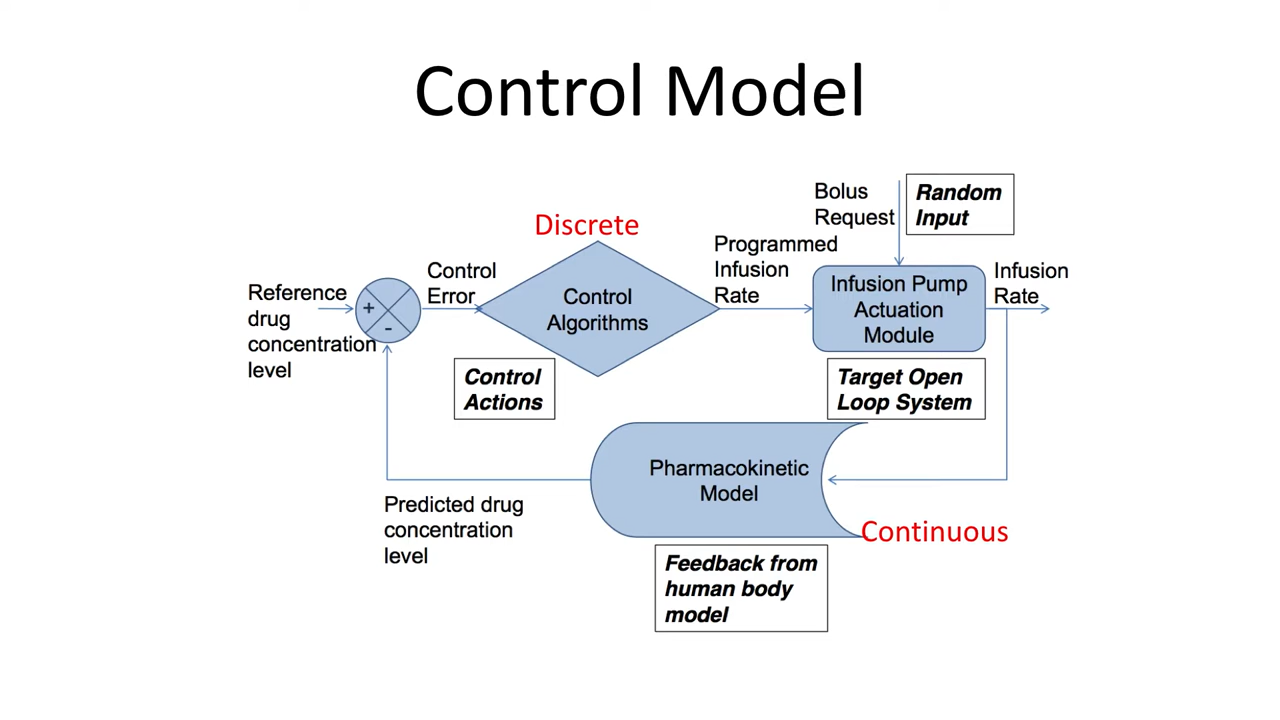 Control Model
Bolus
Request
Random
Input
Discrete
Programmed
Infusion
Rate
Control
Error
Infusion
Rate
Reference
drug
concentration
level
+
-
Control
Algorithms
Infusion Pump
Actuation
Module
Control
Actions
Target Open
Loop System
Pharmacokinetic
Model
Predicted drug
concentration
level
Continuous
Feedback from
human body
model